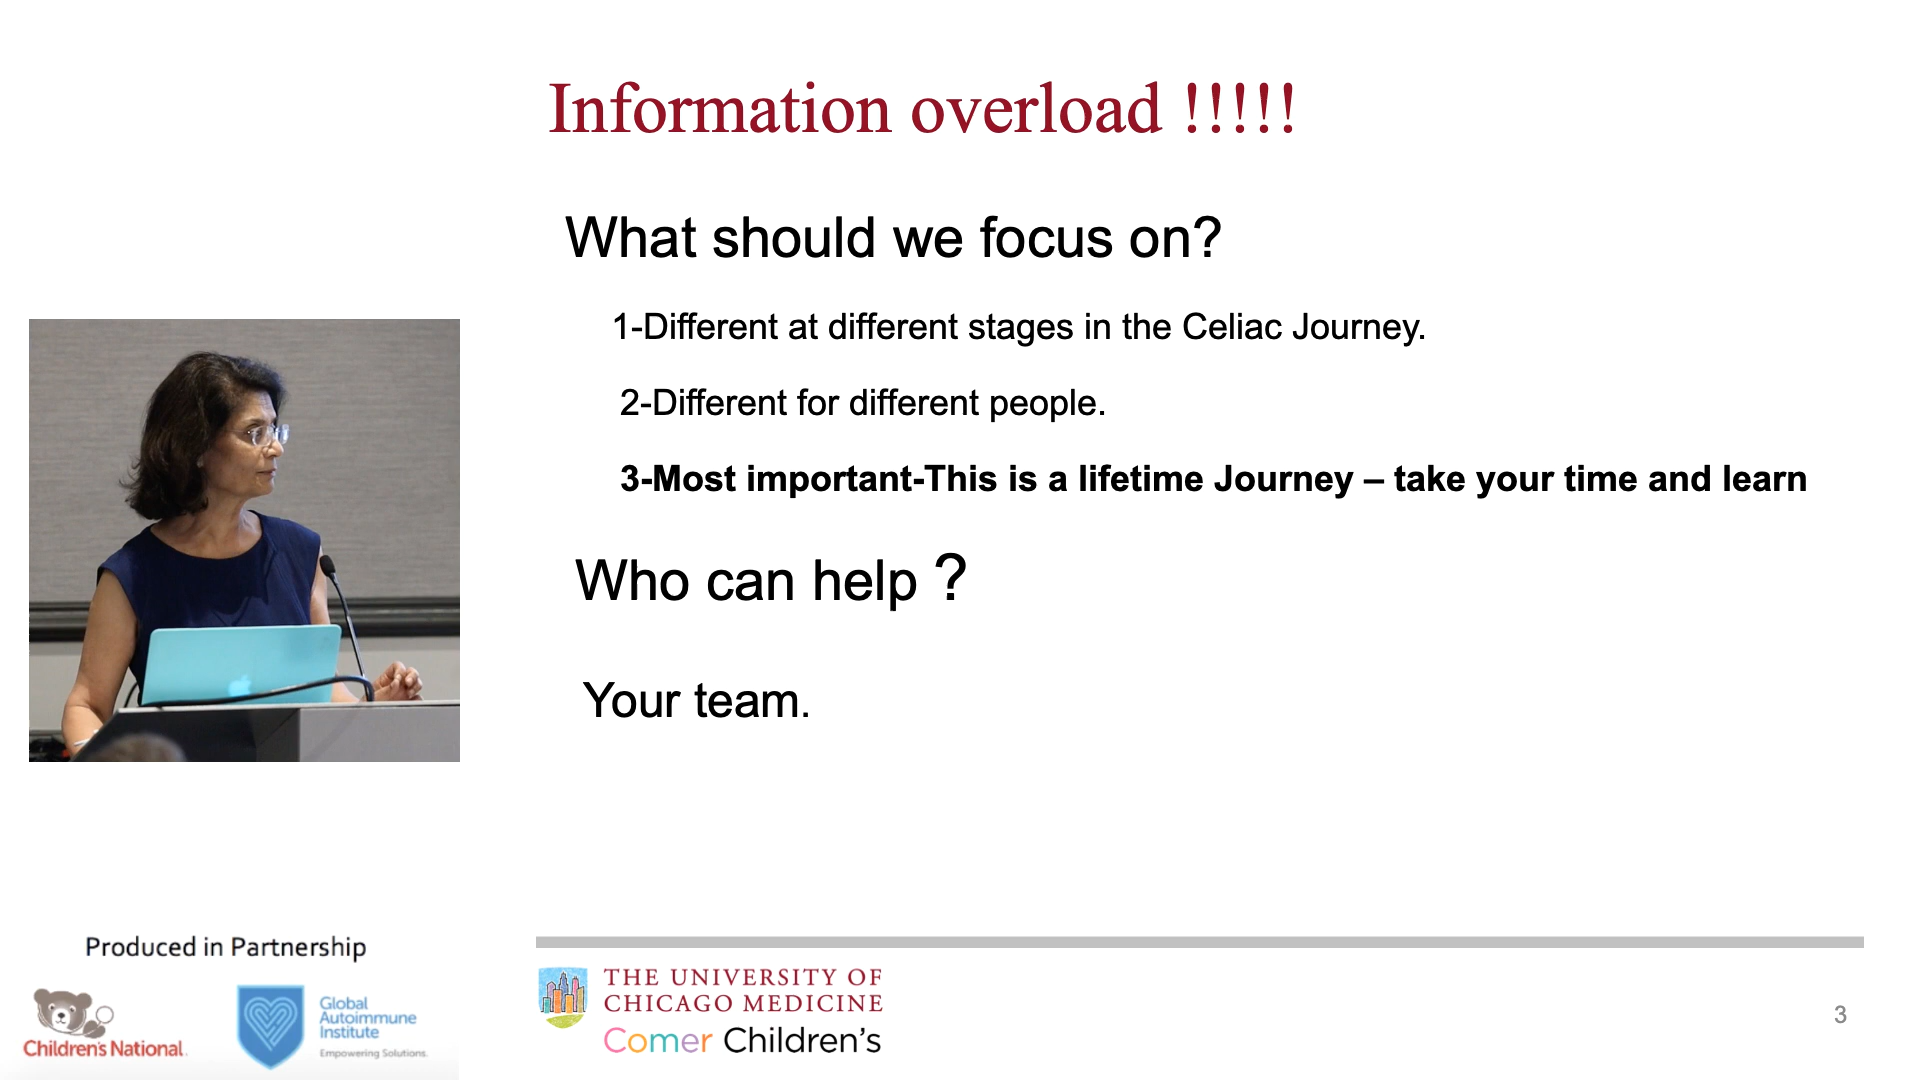 Information overload !!!!!
What should we focus on?
1-Different at different stages in the Celiac Journey.
2-Different for different people.
3-Most important-This is a lifetime Journey – take your time and learn
Who can help ?
Your team.
Produced in Partnership
Children's National
Global
Autoimmune
Institute
Empowering Solutions.
THE UNIVERSITY OF
CHICAGO MEDICINE
Comer Children's
3